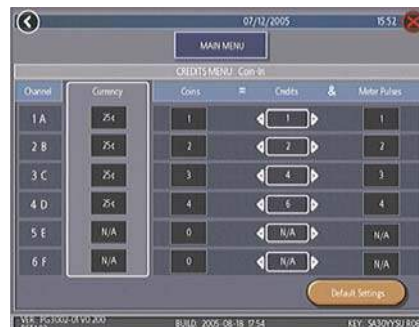 07/12/2005 15:52
MAIN MENU
CREDITS MENU: Coin-In
Channel Currency Coins = Credits & Meter Pulses
1 A 25¢ 1 1 1
2 B 25¢ 2 2 2
3 C 25¢ 3 4 3
4 D 25¢ 4 6 4
5 E N/A 0 N/A N/A
6 F N/A 0 N/A N/A
Default Settings
BUILD: 2005-08-18 17:54